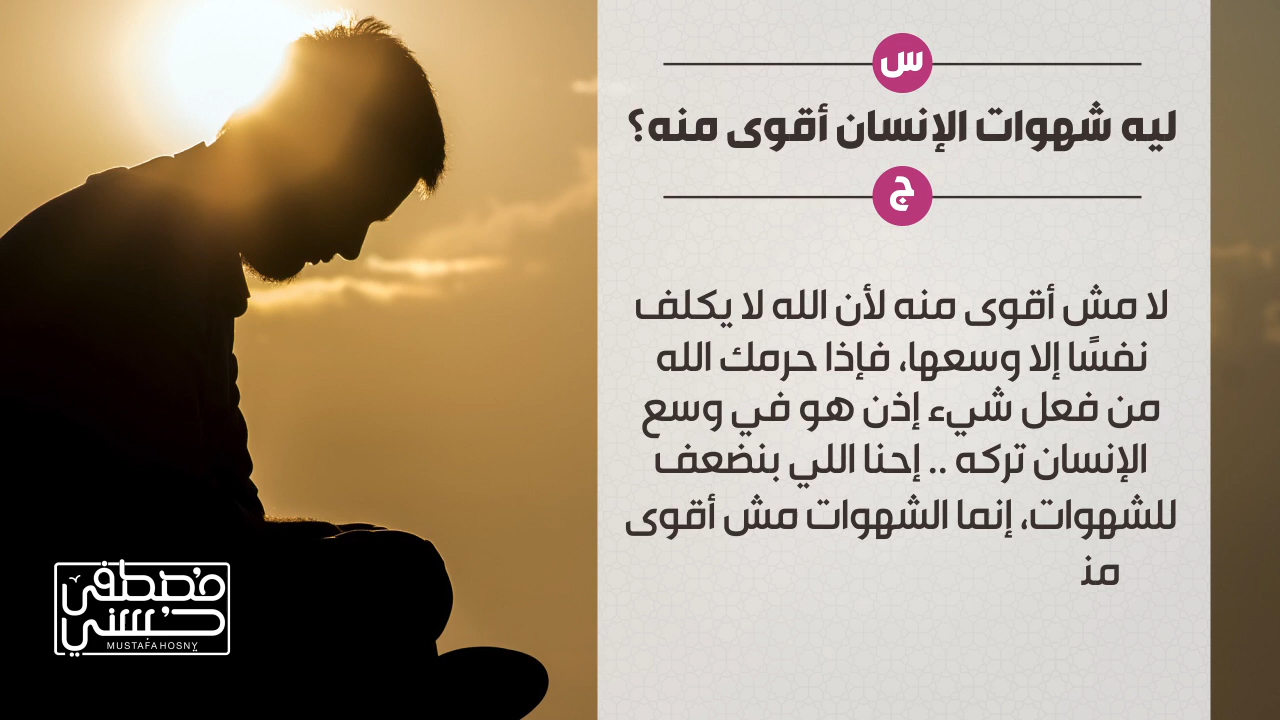 س
ليه شهوات الإنسان أقوى منه؟
ج
لا مش أقوى منه لأن الله لا يكلف
نفسًا إلا وسعها، فإذا حرمك الله
من فعل شيء إذن هو في وسع
الإنسان تركه .. إحنا اللي بنضعف
للشهوات، إنما الشهوات مش أقوى
منـ
مصطفى
حسني
MUSTAFA HOSNY